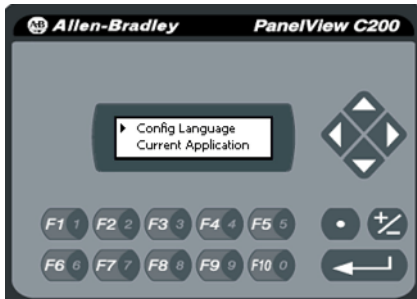 AB Allen-Bradley PanelView C200
Config Language
Current Application
F1 1 F2 2 F3 3 F4 4 F5 5 • +/-
F6 6 F7 7 F8 8 F9 9 F10 0